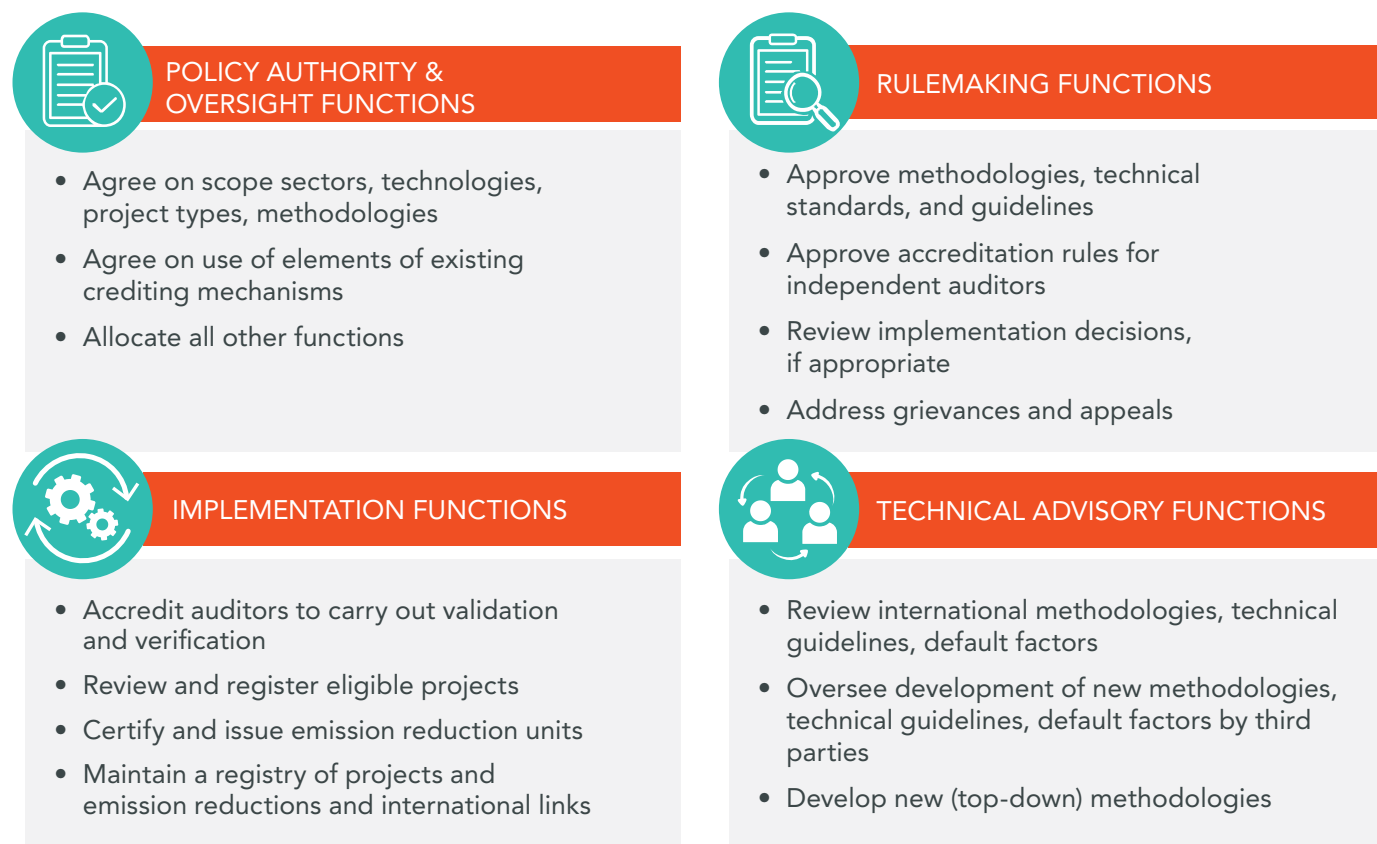 POLICY AUTHORITY &
OVERSIGHT FUNCTIONS
• Agree on scope sectors, technologies,
project types, methodologies
• Agree on use of elements of existing
crediting mechanisms
• Allocate all other functions
RULEMAKING FUNCTIONS
• Approve methodologies, technical
standards, and guidelines
• Approve accreditation rules for
independent auditors
• Review implementation decisions,
if appropriate
• Address grievances and appeals
IMPLEMENTATION FUNCTIONS
• Accredit auditors to carry out validation
and verification
• Review and register eligible projects
• Certify and issue emission reduction units
• Maintain a registry of projects and
emission reductions and international links
TECHNICAL ADVISORY FUNCTIONS
• Review international methodologies, technical
guidelines, default factors
• Oversee development of new methodologies,
technical guidelines, default factors by third
parties
• Develop new (top-down) methodologies